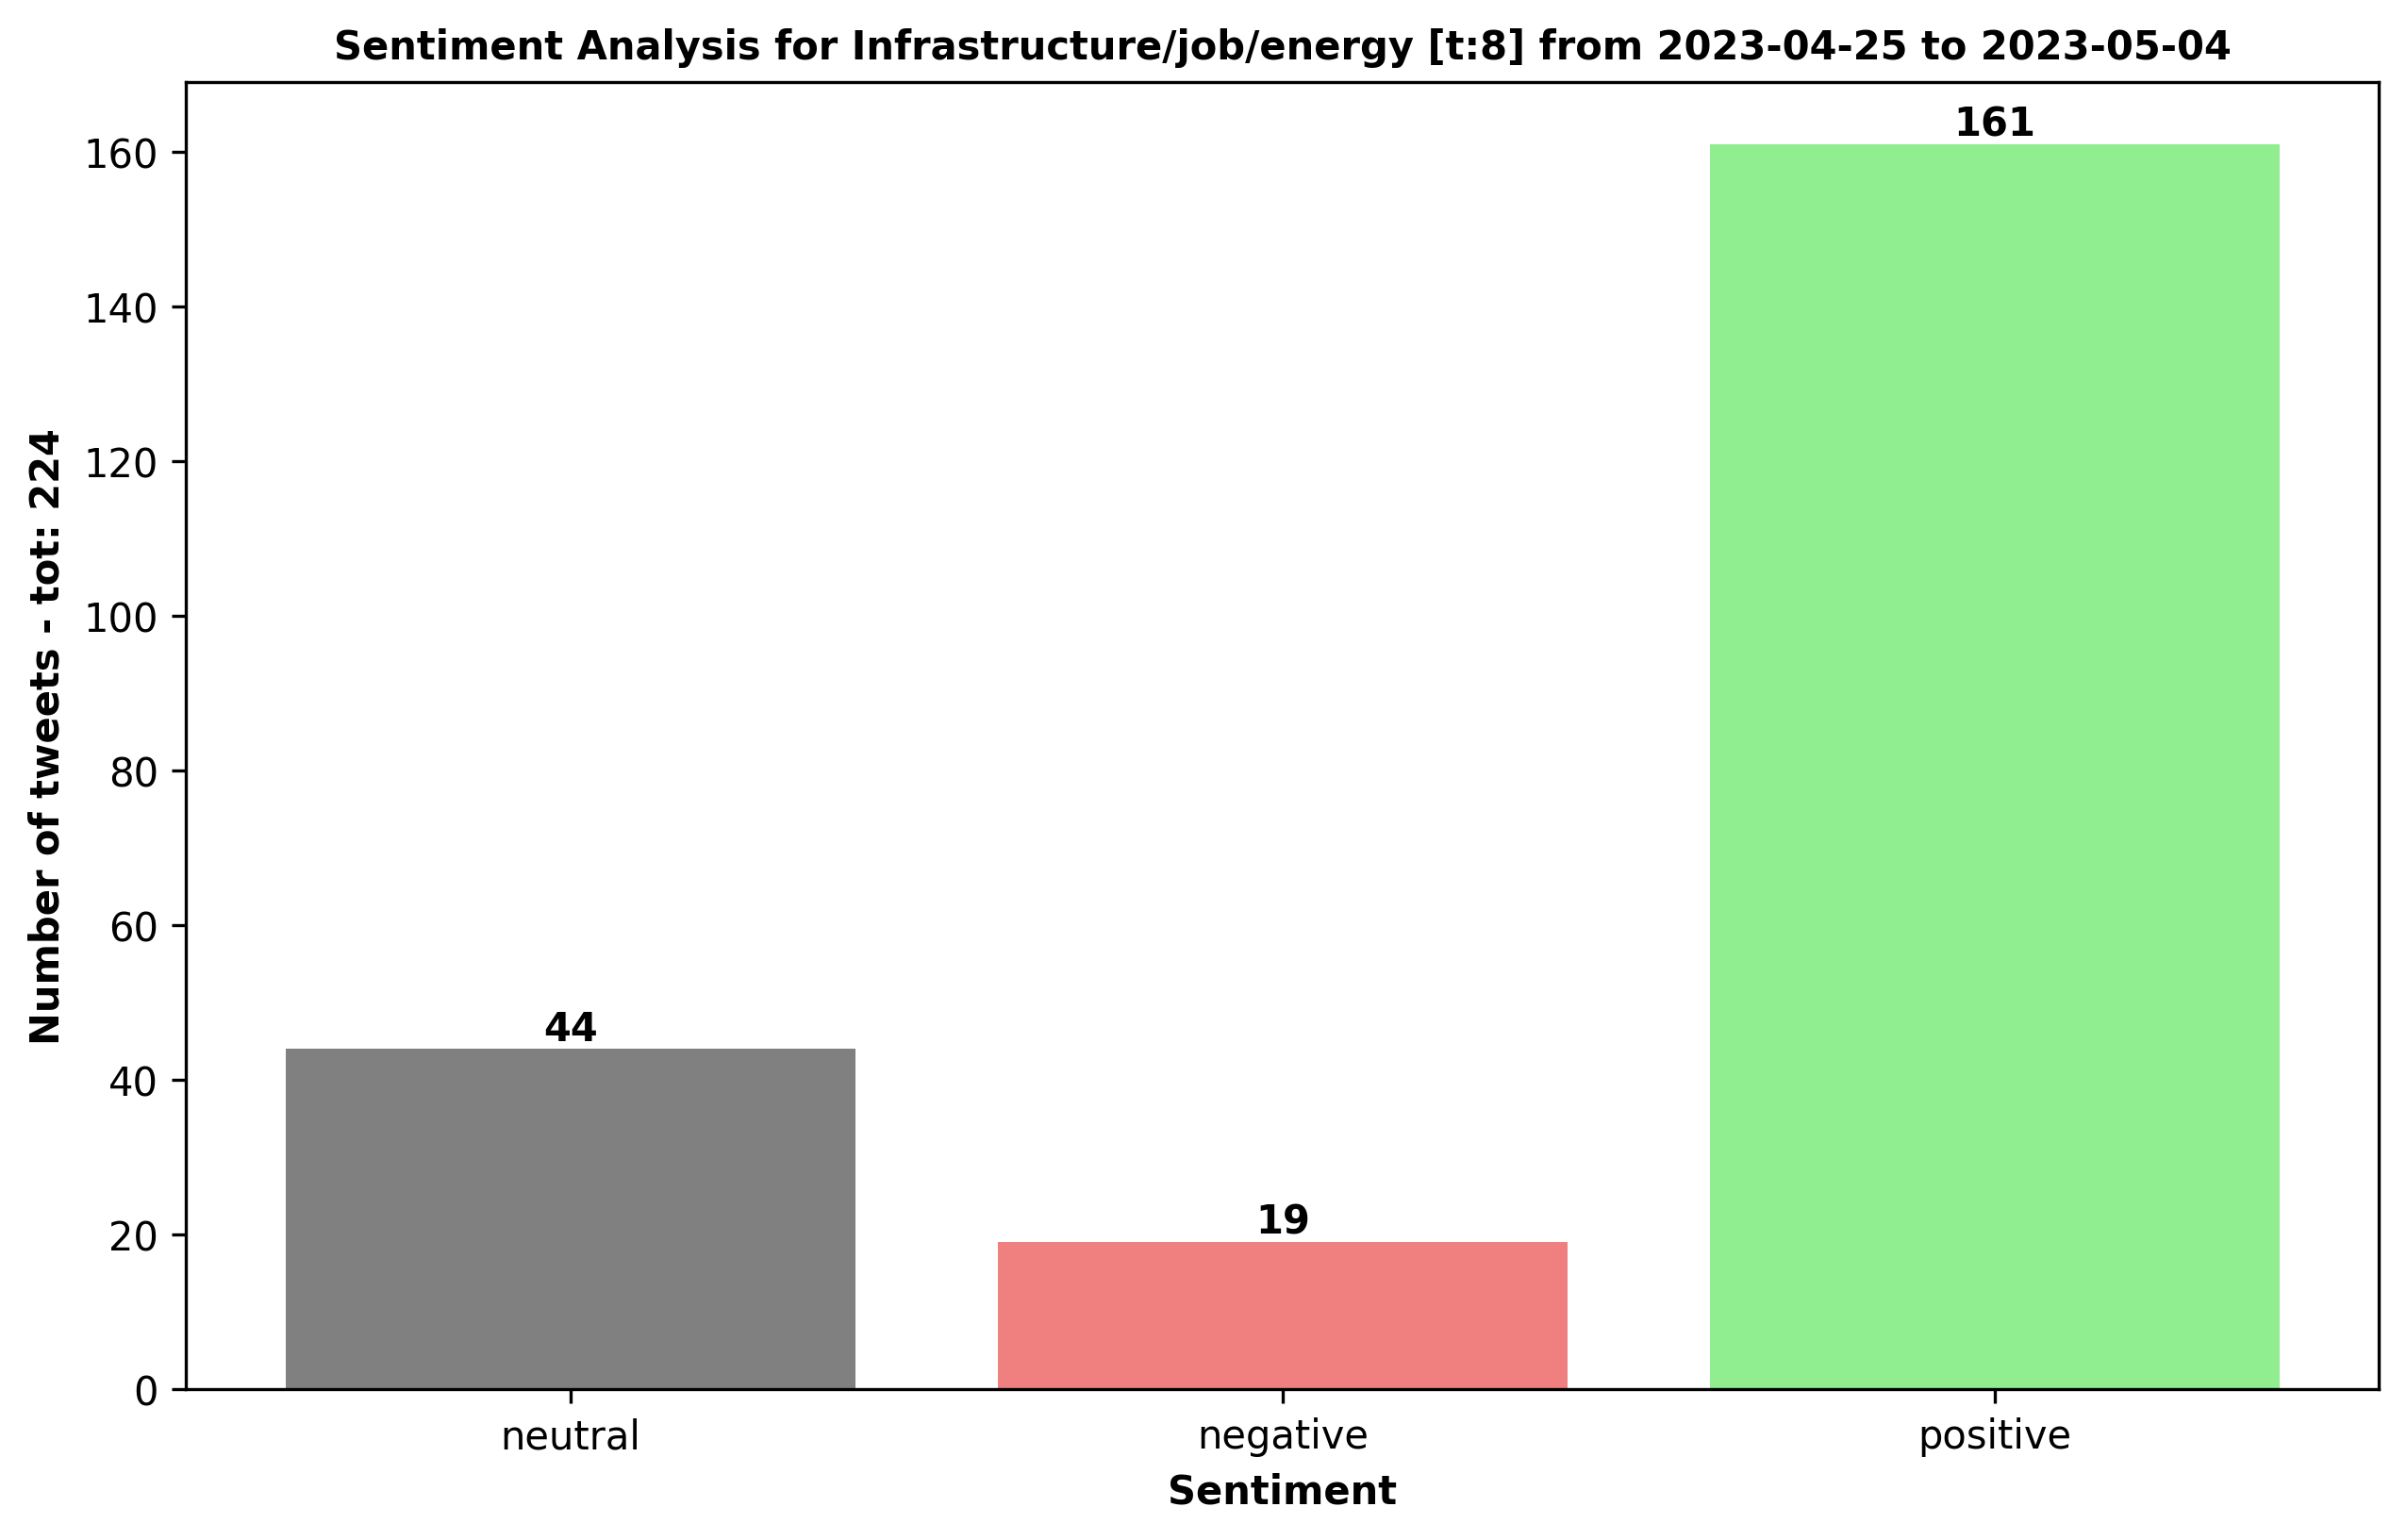 Sentiment Analysis for Infrastructure/job/energy [t:8] from 2023-04-25 to 2023-05-04
Number of tweets - tot: 224
160
140
120
100
80
60
40
20
0
44
19
161
neutral
negative
positive
Sentiment